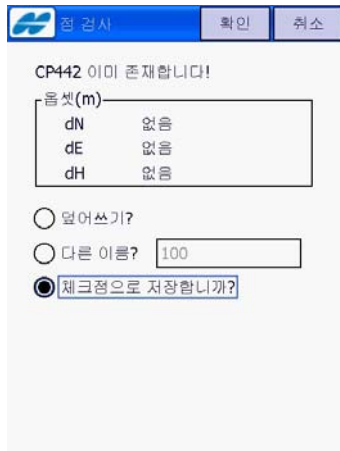 점 검사 확인 취소
CP442 이미 존재합니다!
옵셋(m)
dN 없음
dE 없음
dH 없음
덮어쓰기?
다른 이름? 100
체크점으로 저장합니까?